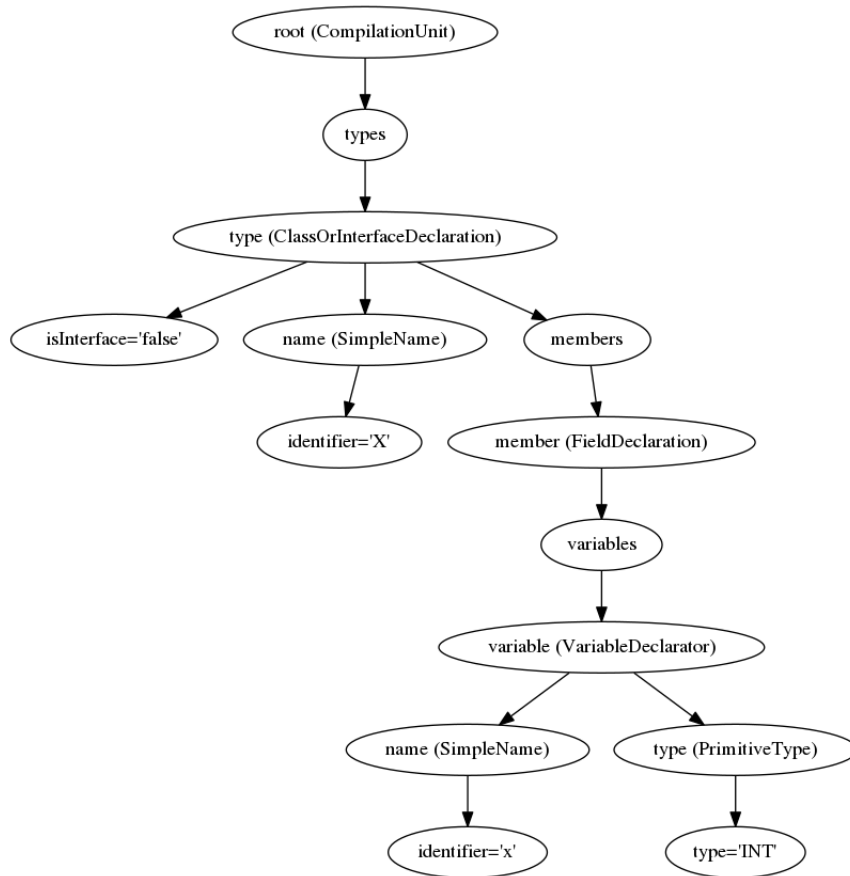 root (CompilationUnit)
types
type (ClassOrInterfaceDeclaration)
isInterface='false'
name (SimpleName)
members
identifier='X'
member (FieldDeclaration)
variables
variable (VariableDeclarator)
name (SimpleName)
type (PrimitiveType)
identifier='x'
type='INT'